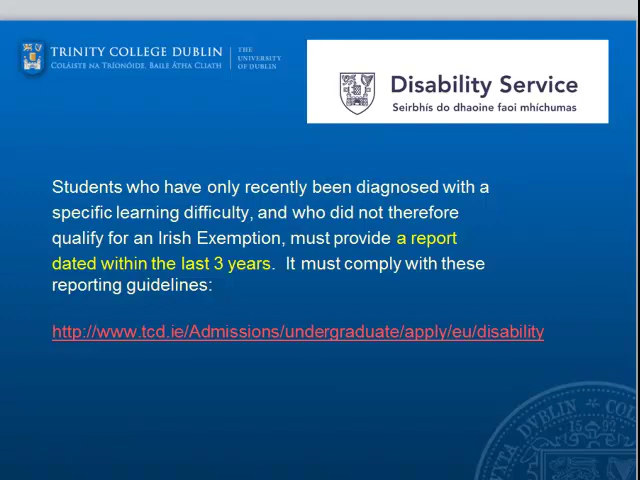 TRINITY COLLEGE DUBLIN
COLÁISTE NA TRÍONÓIDE, BAILE ÁTHA CLIATH
THE
UNIVERSITY
OF DUBLIN
Disability Service
Seirbhís do dhaoine faoi mhíchumas
Students who have only recently been diagnosed with a
specific learning difficulty, and who did not therefore
qualify for an Irish Exemption, must provide a report
dated within the last 3 years.  It must comply with these
reporting guidelines:
http://www.tcd.ie/Admissions/undergraduate/apply/eu/disability
DVBLIN
1592